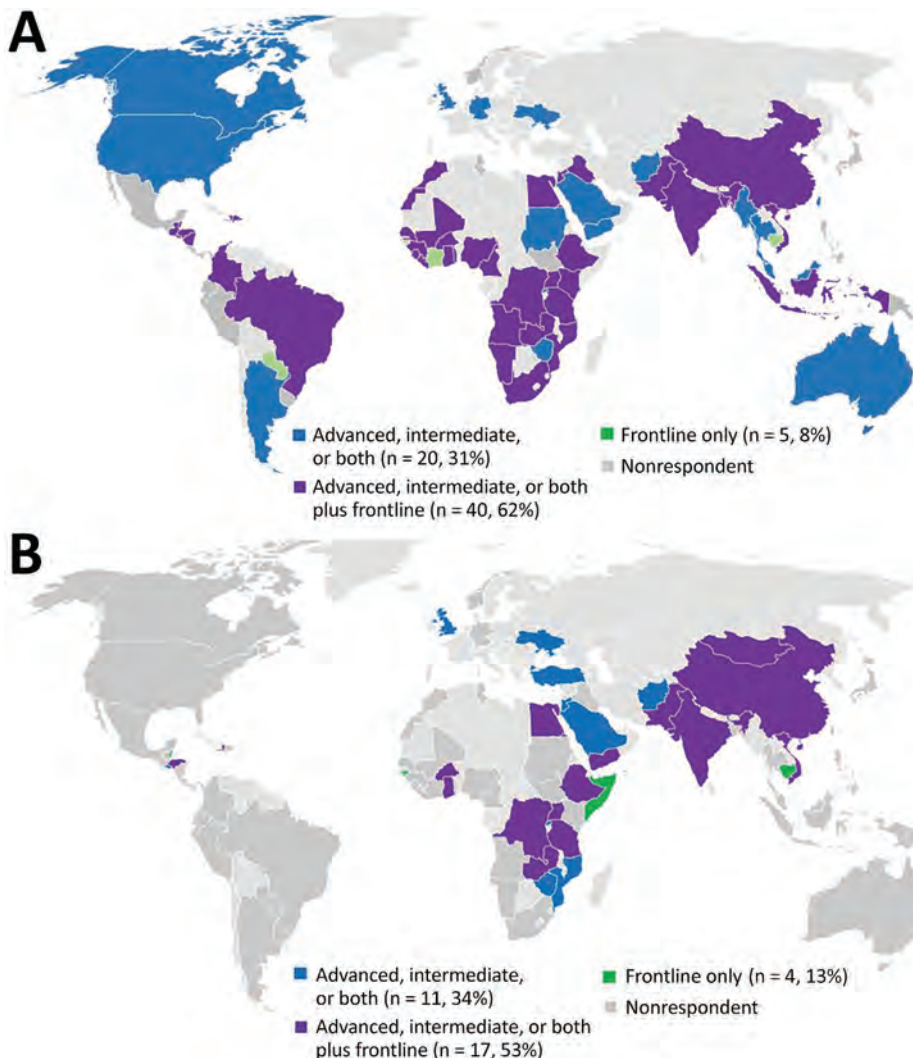 A
Advanced, intermediate,
or both (n = 20, 31%)
Advanced, intermediate, or both
plus frontline (n = 40, 62%)
Frontline only (n = 5, 8%)
Nonrespondent
B
Advanced, intermediate,
or both (n = 11, 34%)
Advanced, intermediate, or both
plus frontline (n = 17, 53%)
Frontline only (n = 4, 13%)
Nonrespondent